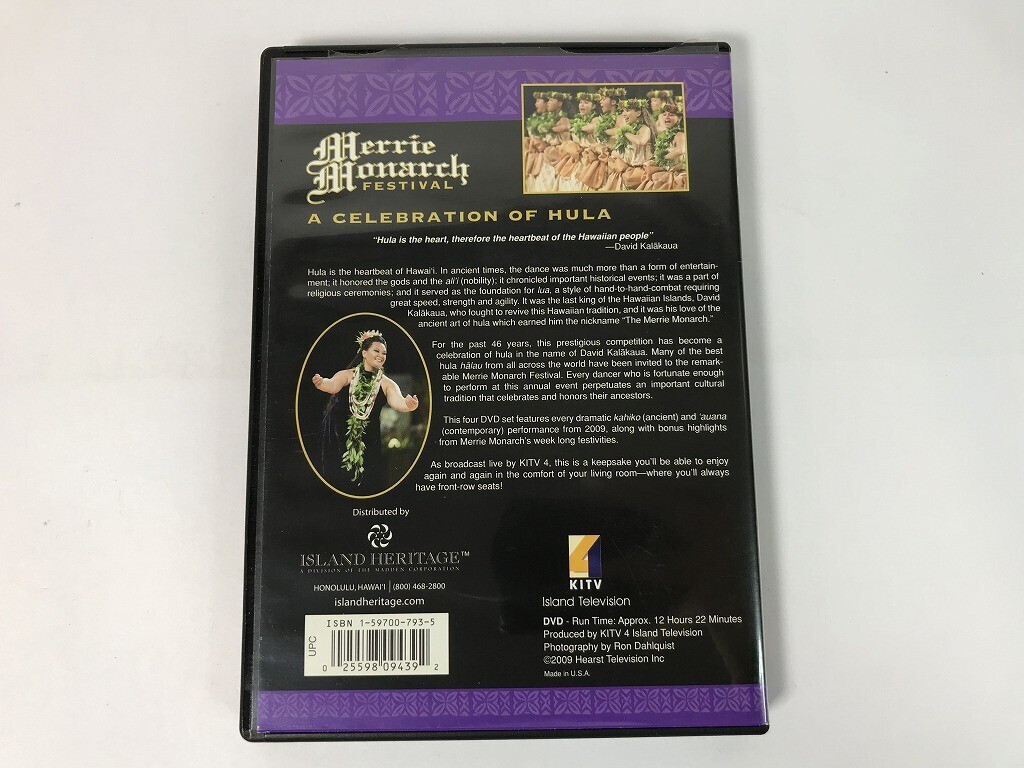 Merrie
Monarch
FESTIVAL
A CELEBRATION OF HULA
“Hula is the heart, therefore the heartbeat of the Hawaiian people”
—David Kalākaua
Hula is the heartbeat of Hawai‘i. In ancient times, the dance was much more than a form of entertain-
ment; it honored the gods and the ali‘i (nobility); it chronicled important historical events; it was a part of
religious ceremonies; and it served as the foundation for lua, a style of hand-to-hand-combat requiring
great speed, strength and agility. It was the last king of the Hawaiian Islands, David
Kalākaua, who fought to revive this Hawaiian tradition, and it was his love of the
ancient art of hula which earned him the nickname “The Merrie Monarch.”
For the past 46 years, this prestigious competition has become a
celebration of hula in the name of David Kalākaua. Many of the best
hula hālau from all across the world have been invited to the remark-
able Merrie Monarch Festival. Every dancer who is fortunate enough
to perform at this annual event perpetuates an important cultural
tradition that celebrates and honors their ancestors.
This four DVD set features every dramatic kahiko (ancient) and ‘auana
(contemporary) performance from 2009, along with bonus highlights
from Merrie Monarch’s week long festivities.
As broadcast live by KITV 4, this is a keepsake you’ll be able to enjoy
again and again in the comfort of your living room—where you’ll always
have front-row seats!
Distributed by
ISLAND HERITAGE™
A DIVISION OF THE MADDEN CORPORATION
HONOLULU, HAWAI‘I | (800) 468-2800
islandheritage.com
ISBN 1-59700-793-5
UPC
0 25598 09439 2
4
KITV
Island Television
DVD - Run Time: Approx. 12 Hours 22 Minutes
Produced by KITV 4 Island Television
Photography by Ron Dahlquist
©2009 Hearst Television Inc
Made in U.S.A.